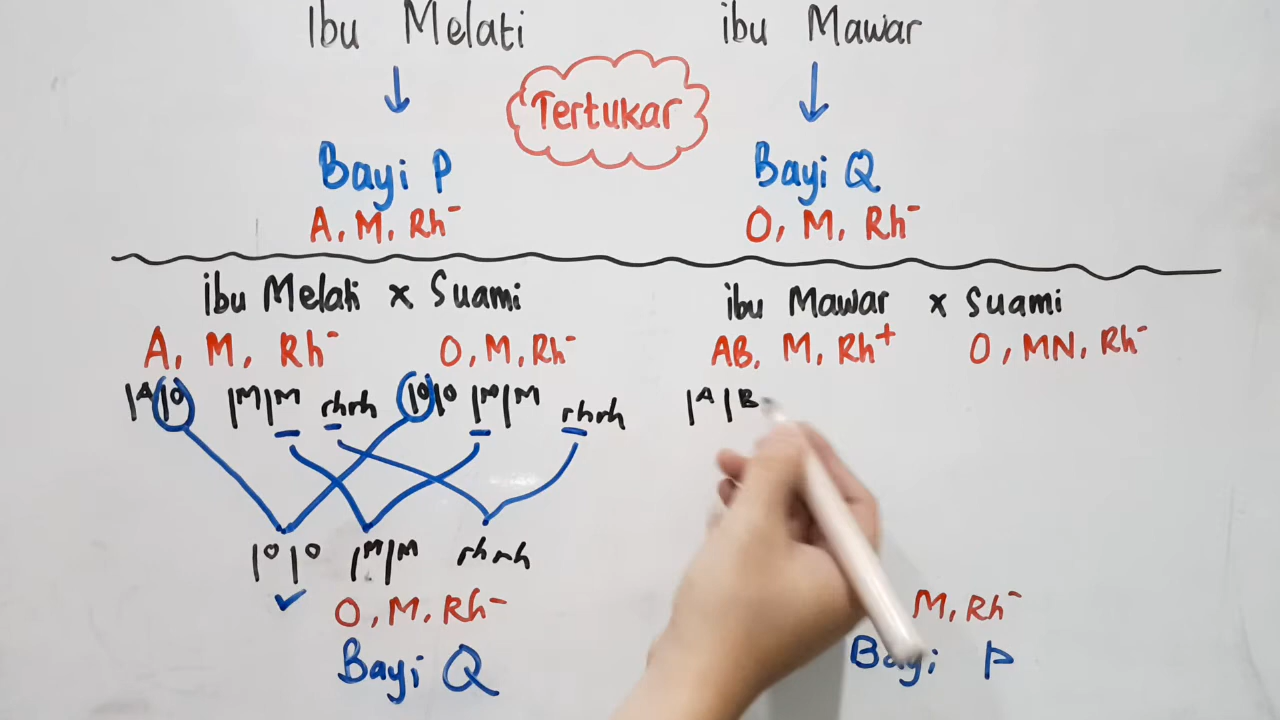 Ibu Melati ibu Mawar
Tertukar
Bayi P Bayi Q
A, M, Rh⁻ O, M, Rh⁻
ibu Melati x Suami ibu Mawar x Suami
A, M, Rh⁻ O, M, Rh⁻ AB, M, Rh⁺ O, MN, Rh⁻
IᴬIᴼ IᴹIᴹ rhrh IᴼIᴼ IᴹIᴹ rhrh IᴬIᴮ
IᴼIᴼ IᴹIᴹ rhrh
O, M, Rh⁻ M, Rh⁻
Bayi Q Bayi P